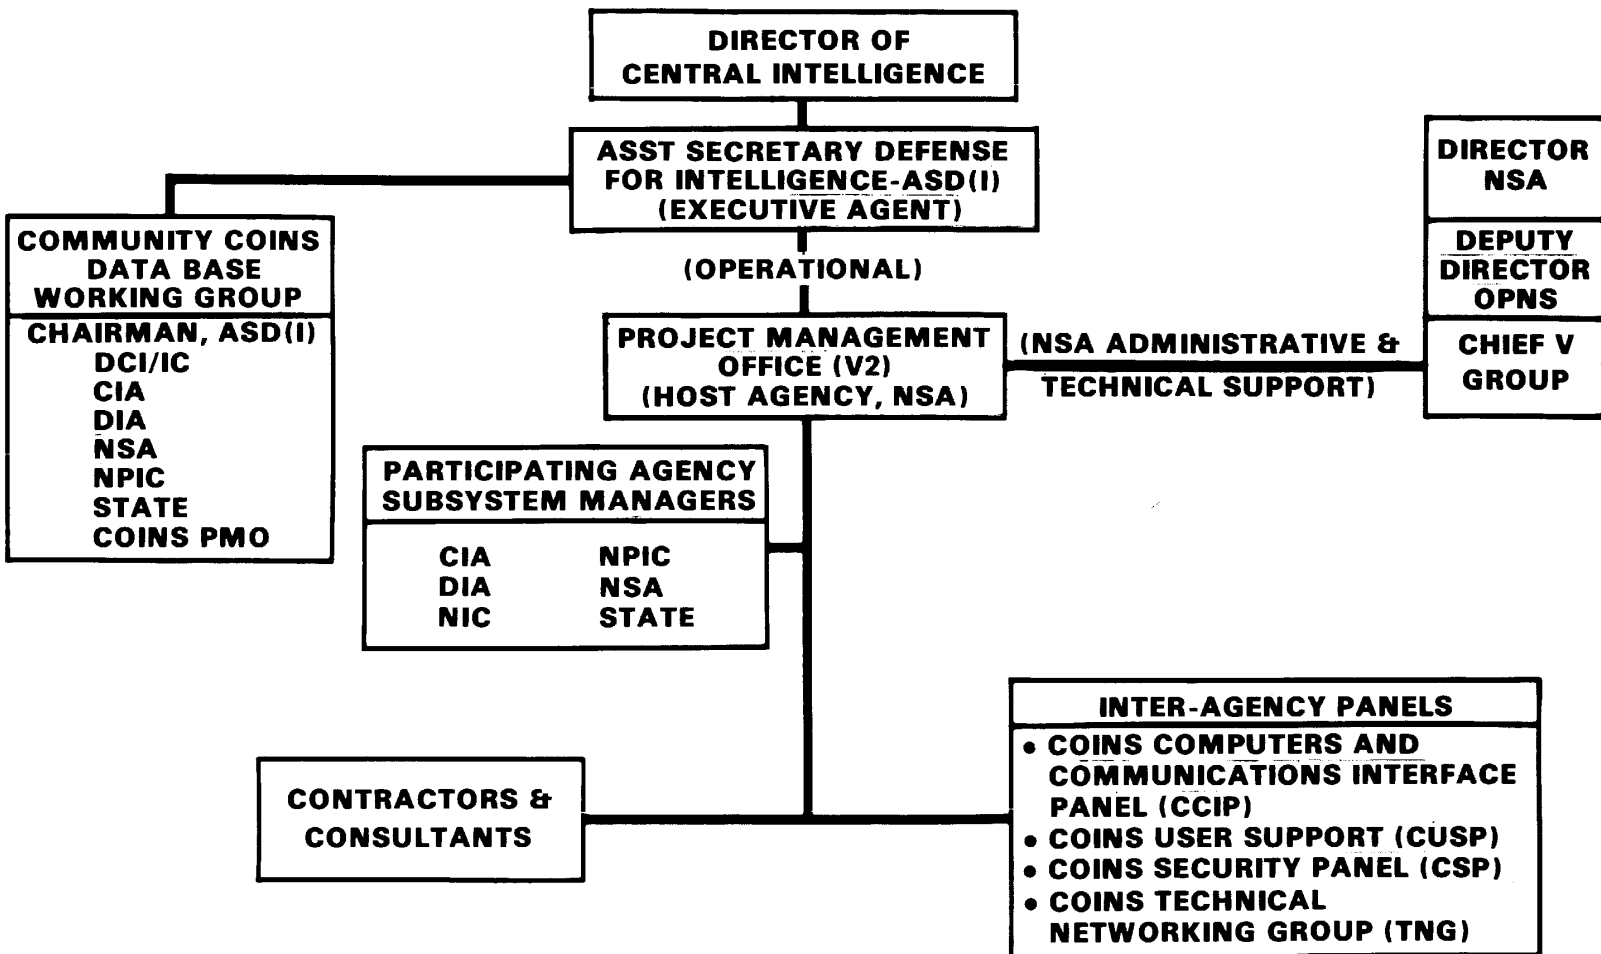 DIRECTOR OF
CENTRAL INTELLIGENCE
ASST SECRETARY DEFENSE
FOR INTELLIGENCE-ASD(I)
(EXECUTIVE AGENT)
(OPERATIONAL)
COMMUNITY COINS
DATA BASE
WORKING GROUP
CHAIRMAN, ASD(I)
DCI/IC
CIA
DIA
NSA
NPIC
STATE
COINS PMO
PROJECT MANAGEMENT
OFFICE (V2)
(HOST AGENCY, NSA)
(NSA ADMINISTRATIVE &
TECHNICAL SUPPORT)
DIRECTOR
NSA
DEPUTY
DIRECTOR
OPNS
CHIEF V
GROUP
PARTICIPATING AGENCY
SUBSYSTEM MANAGERS
CIA NPIC
DIA NSA
NIC STATE
CONTRACTORS &
CONSULTANTS
INTER-AGENCY PANELS
• COINS COMPUTERS AND
COMMUNICATIONS INTERFACE
PANEL (CCIP)
• COINS USER SUPPORT (CUSP)
• COINS SECURITY PANEL (CSP)
• COINS TECHNICAL
NETWORKING GROUP (TNG)